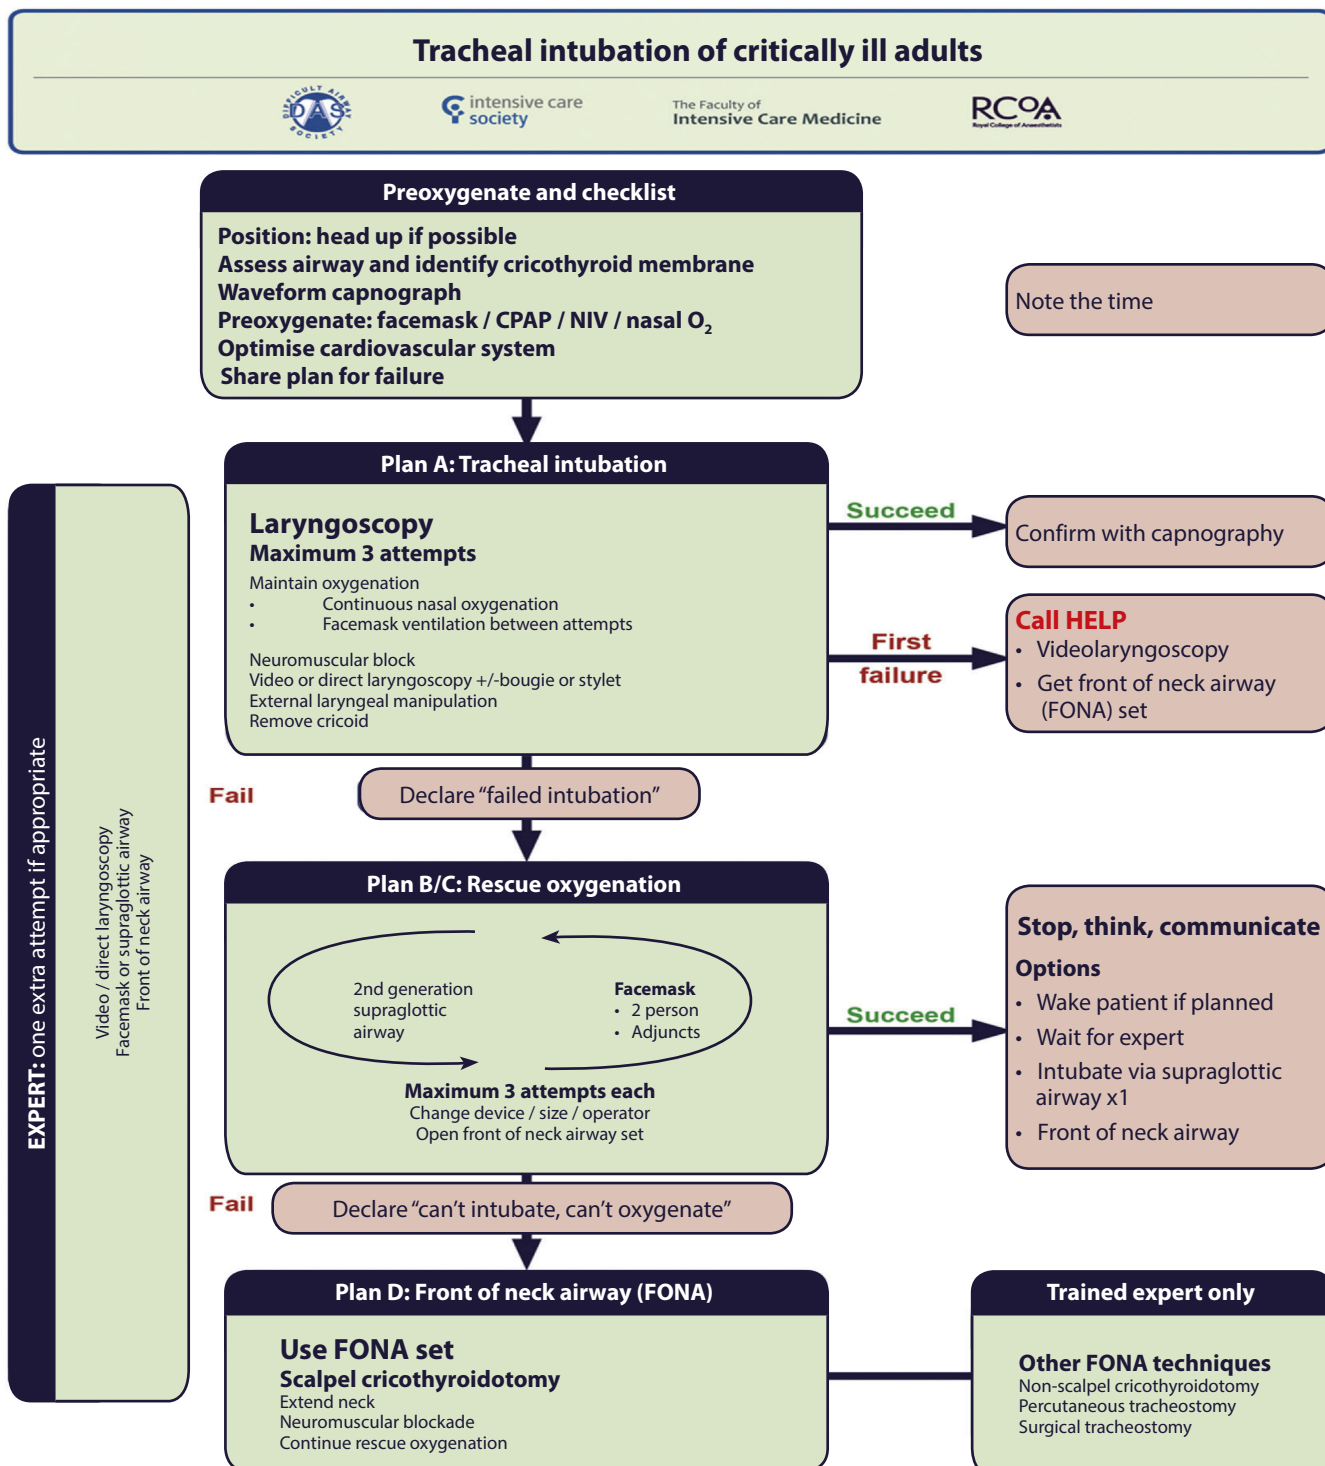 Tracheal intubation of critically ill adults
DIFFICULT AIRWAY
DAS
SOCIETY
intensive care
society
The Faculty of
Intensive Care Medicine
RCOA
Royal College of Anaesthetists
Preoxygenate and checklist
Position: head up if possible
Assess airway and identify cricothyroid membrane
Waveform capnograph
Preoxygenate: facemask / CPAP / NIV / nasal O₂
Optimise cardiovascular system
Share plan for failure
Note the time
Plan A: Tracheal intubation
Laryngoscopy
Maximum 3 attempts
Maintain oxygenation
• Continuous nasal oxygenation
• Facemask ventilation between attempts
Neuromuscular block
Video or direct laryngoscopy +/-bougie or stylet
External laryngeal manipulation
Remove cricoid
Succeed
Confirm with capnography
First
failure
Call HELP
• Videolaryngoscopy
• Get front of neck airway
(FONA) set
Fail
Declare “failed intubation”
EXPERT: one extra attempt if appropriate
Video / direct laryngoscopy
Facemask or supraglottic airway
Front of neck airway
Plan B/C: Rescue oxygenation
2nd generation
supraglottic
airway
Facemask
• 2 person
• Adjuncts
Maximum 3 attempts each
Change device / size / operator
Open front of neck airway set
Succeed
Stop, think, communicate
Options
• Wake patient if planned
• Wait for expert
• Intubate via supraglottic
airway x1
• Front of neck airway
Fail
Declare “can’t intubate, can’t oxygenate”
Plan D: Front of neck airway (FONA)
Use FONA set
Scalpel cricothyroidotomy
Extend neck
Neuromuscular blockade
Continue rescue oxygenation
Trained expert only
Other FONA techniques
Non-scalpel cricothyroidotomy
Percutaneous tracheostomy
Surgical tracheostomy